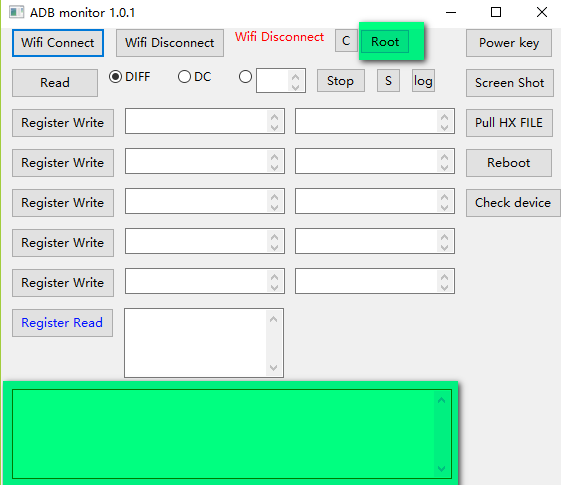 ADB monitor 1.0.1
Wifi Connect Wifi Disconnect Wifi Disconnect C Root Power key
Read DIFF DC Stop S log Screen Shot
Register Write Pull HX FILE
Register Write Reboot
Register Write Check device
Register Write
Register Write
Register Read